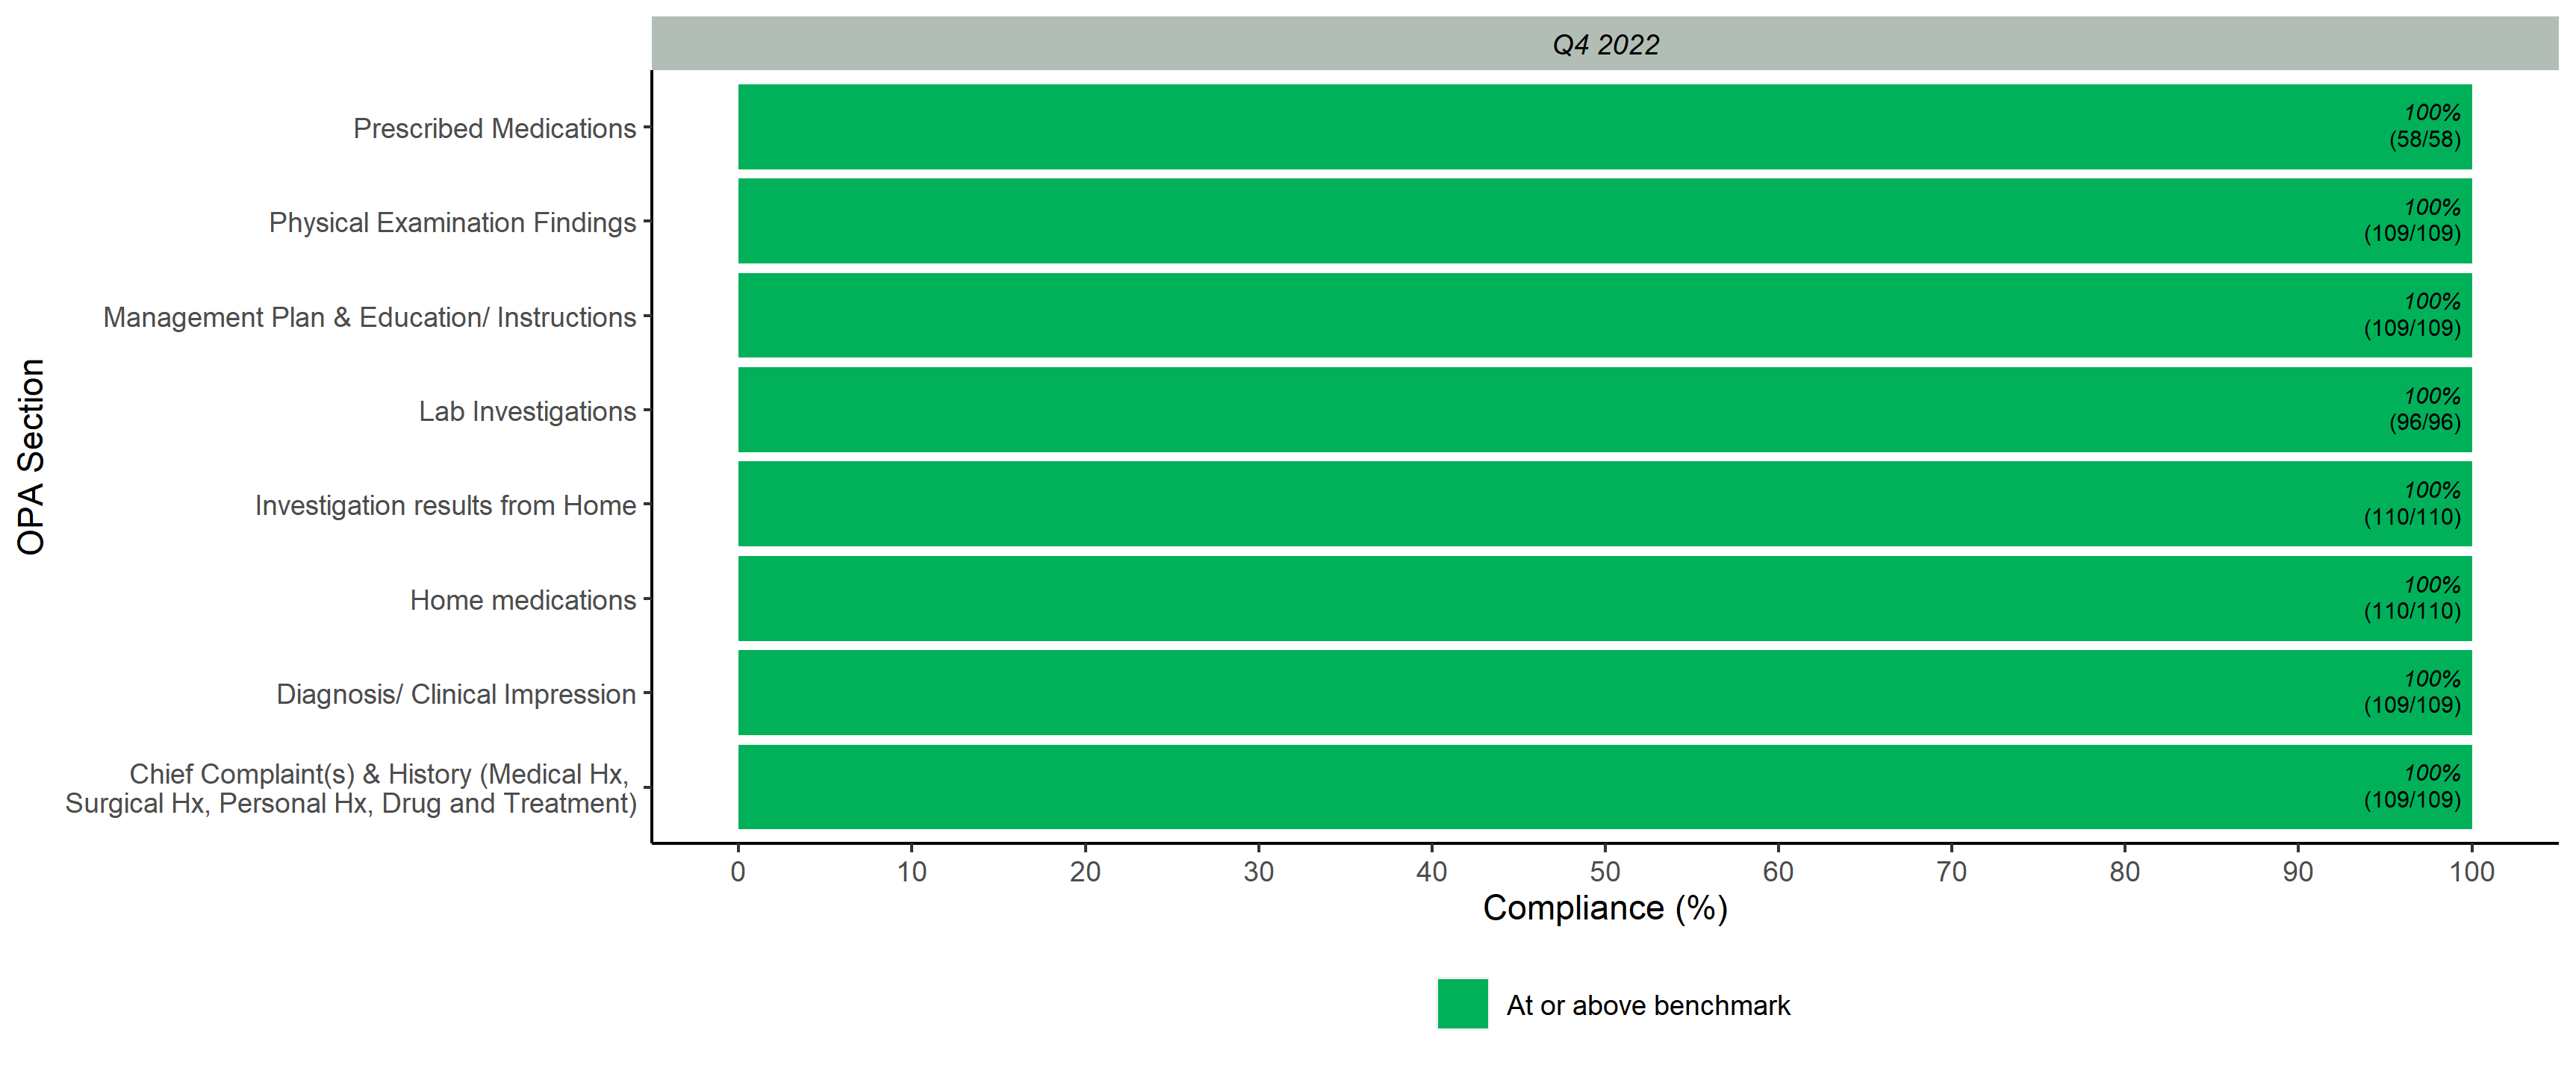 Q4 2022
OPA Section
Prescribed Medications
100%
(58/58)
Physical Examination Findings
100%
(109/109)
Management Plan & Education/ Instructions
100%
(109/109)
Lab Investigations
100%
(96/96)
Investigation results from Home
100%
(110/110)
Home medications
100%
(110/110)
Diagnosis/ Clinical Impression
100%
(109/109)
Chief Complaint(s) & History (Medical Hx,
Surgical Hx, Personal Hx, Drug and Treatment)
100%
(109/109)
0 10 20 30 40 50 60 70 80 90 100
Compliance (%)
At or above benchmark